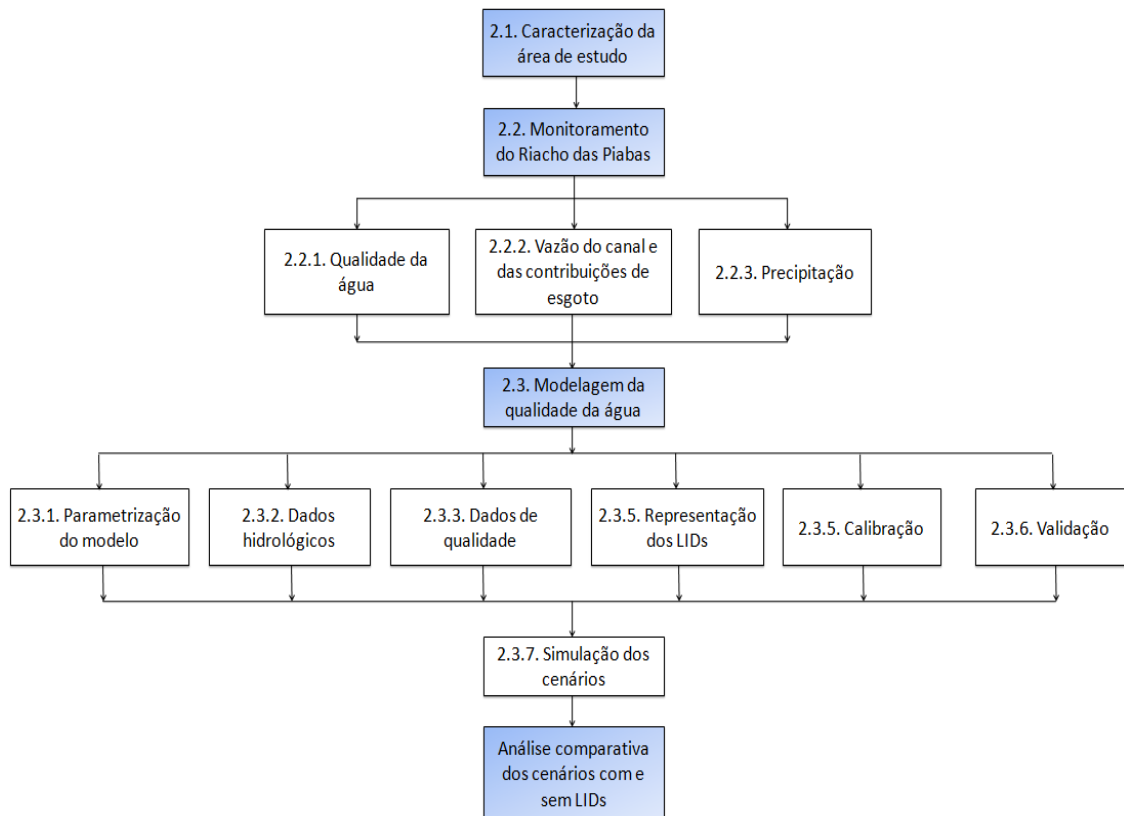 2.1. Caracterização da
área de estudo
2.2. Monitoramento
do Riacho das Piabas
2.2.1. Qualidade da
água
2.2.2. Vazão do canal e
das contribuições de
esgoto
2.2.3. Precipitação
2.3. Modelagem da
qualidade da água
2.3.1. Parametrização
do modelo
2.3.2. Dados
hidrológicos
2.3.3. Dados de
qualidade
2.3.5. Representação
dos LIDs
2.3.5. Calibração
2.3.6. Validação
2.3.7. Simulação dos
cenários
Análise comparativa
dos cenários com e
sem LIDs